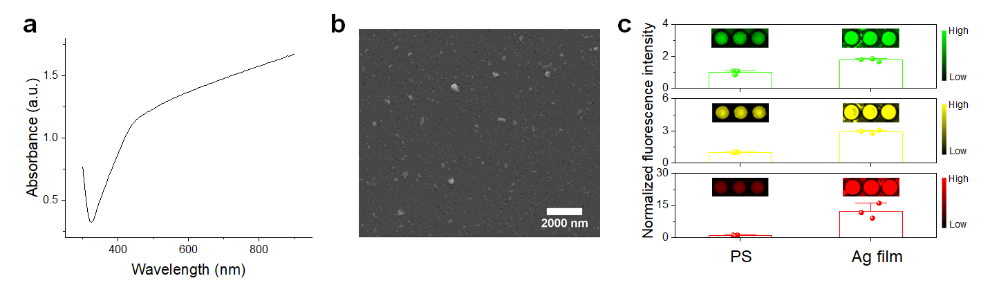 a
Absorbance (a.u.)
1.5
1.0
0.5
400
600
800
Wavelength (nm)
b
2000 nm
c
Normalized fluorescence intensity
4
2
0
High
Low
6
3
0
High
Low
30
15
0
High
Low
PS
Ag film